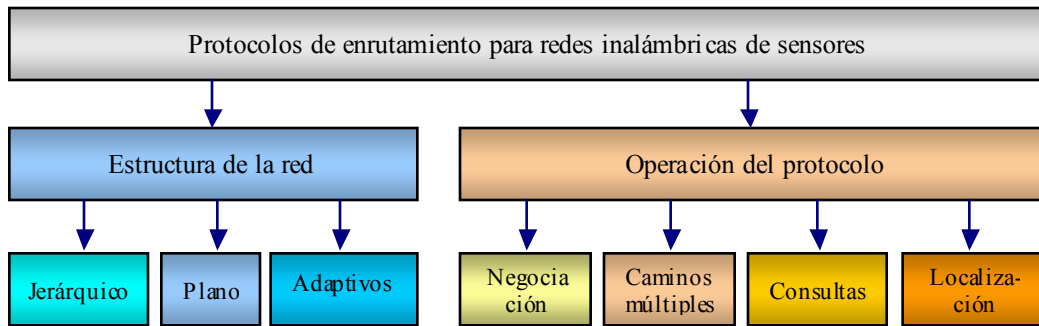 Protocolos de enrutamiento para redes inalámbricas de sensores
Estructura de la red
Operación del protocolo
Jerárquico
Plano
Adaptivos
Negocia
ción
Caminos
múltiples
Consultas
Localiza-
ción